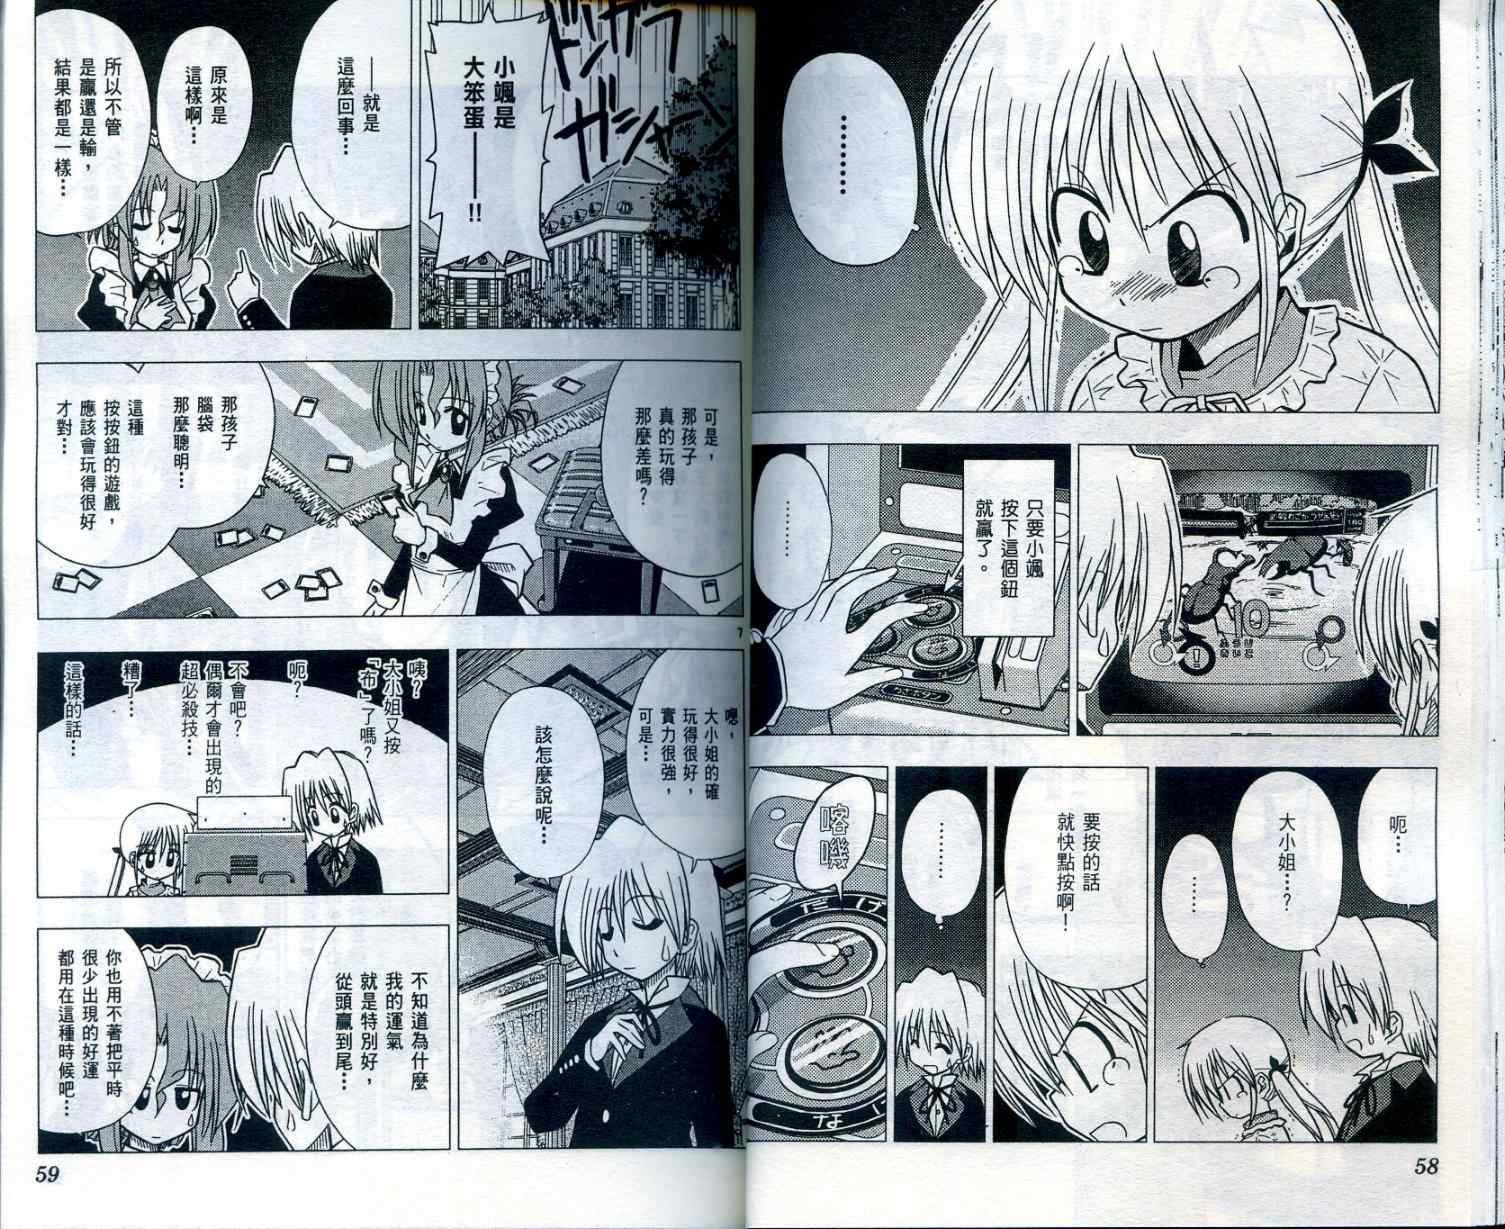 ………
只要小颯
按下這個鈕
就贏了。
………
呃…
大小姐…?
……
要按的話
就快點按啊!
………
喀嘰
だげ
な
58
ドンガラ
ガシャーン
小颯是
大笨蛋——!!
——就是
這麼回事…
原來是
這樣啊…
所以不管
是贏還是輸,
結果都是一樣…
可是,
那孩子
真的玩得
那麼差嗎?
那孩子
腦袋
那麼聰明…
這種
按按鈕的遊戲,
應該會玩得很好
才對…
7
嗯,
大小姐的確
玩得很好,
實力很強,
可是…
該怎麼說呢…
咦?
大小姐又按
「布」了嗎?
呃?
不會吧?
偶爾才會出現的
超必殺技…
糟了…
這樣的話…
不知道為什麼
我的運氣
就是特別好,
從頭贏到尾…
你也用不著把平時
很少出現的好運
都用在這種時候吧…
59